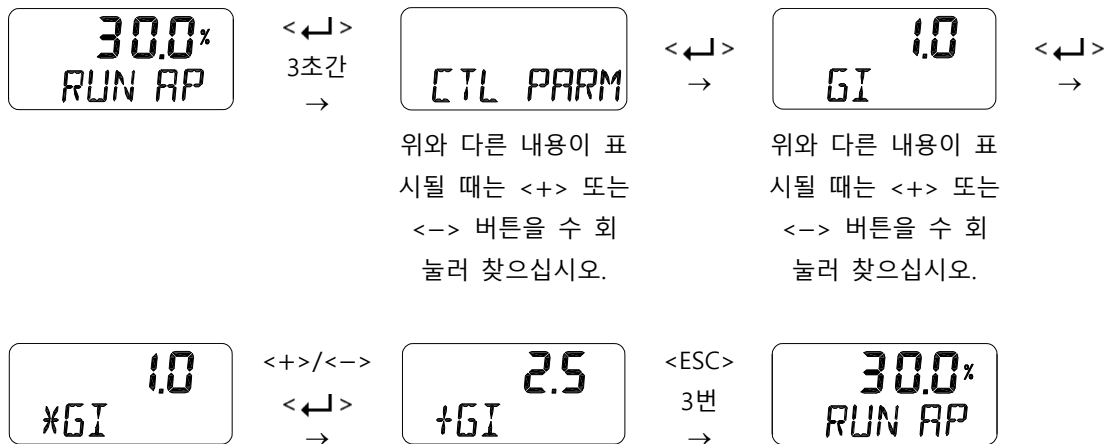 30.0%
RUN AP
<↵>
3초간
→
CTL PARM
<↵>
→
1.0
GI
<↵>
→
위와 다른 내용이 표
시될 때는 <+> 또는
<−> 버튼을 수 회
눌러 찾으십시오.
위와 다른 내용이 표
시될 때는 <+> 또는
<−> 버튼을 수 회
눌러 찾으십시오.
1.0
*GI
<+>/<−>
<↵>
→
2.5
+GI
<ESC>
3번
→
30.0%
RUN AP